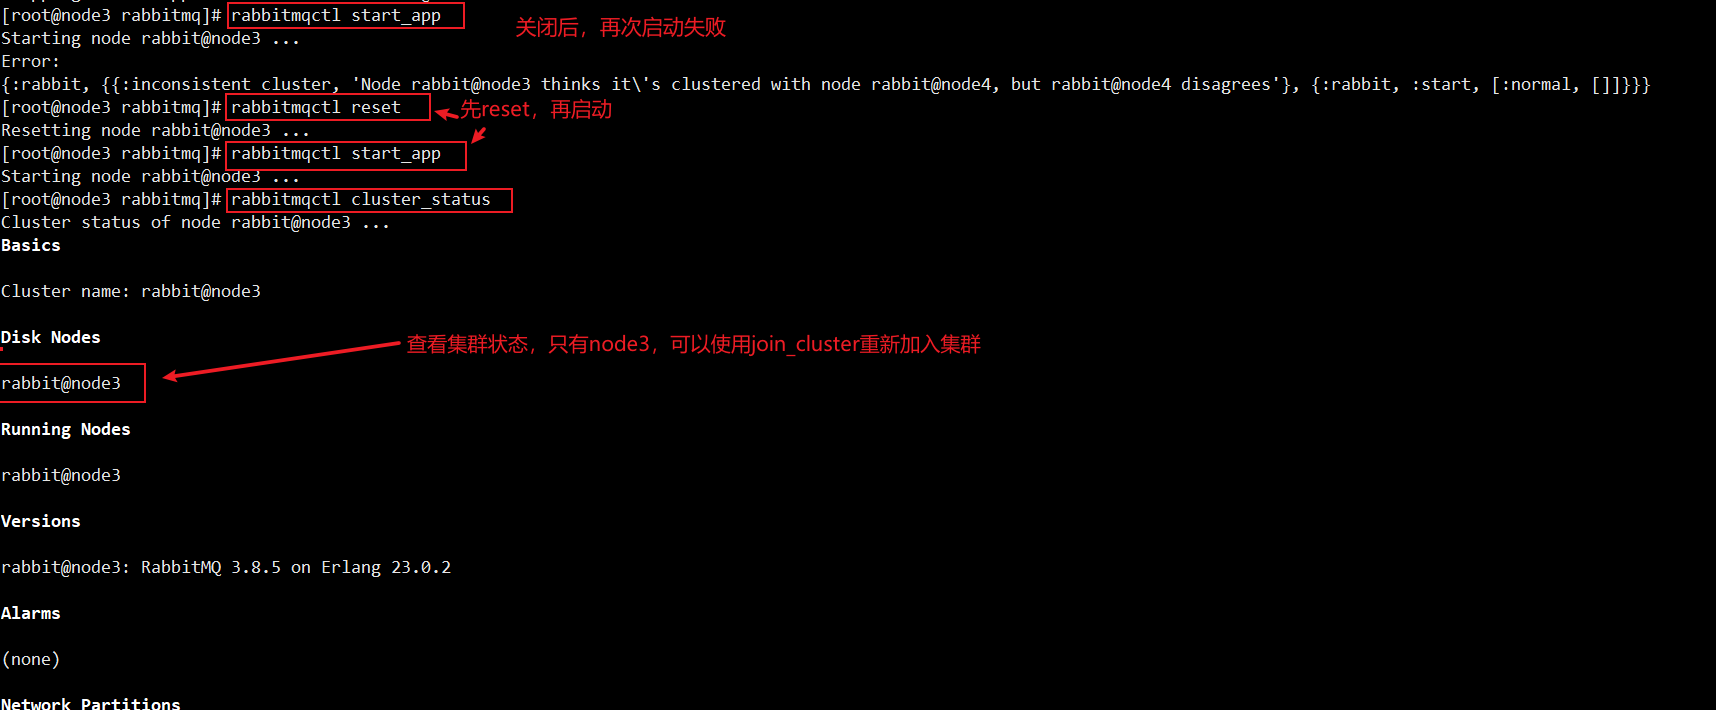 [root@node3 rabbitmq]# rabbitmqctl start_app
关闭后，再次启动失败
Starting node rabbit@node3 ...
Error:
{:rabbit, {{:inconsistent_cluster, 'Node rabbit@node3 thinks it\'s clustered with node rabbit@node4, but rabbit@node4 disagrees'}, {:rabbit, :start, [:normal, []]}}}
[root@node3 rabbitmq]# rabbitmqctl reset
先reset，再启动
Resetting node rabbit@node3 ...
[root@node3 rabbitmq]# rabbitmqctl start_app
Starting node rabbit@node3 ...
[root@node3 rabbitmq]# rabbitmqctl cluster_status
Cluster status of node rabbit@node3 ...
Basics
Cluster name: rabbit@node3
Disk Nodes
查看集群状态，只有node3，可以使用join_cluster重新加入集群
rabbit@node3
Running Nodes
rabbit@node3
Versions
rabbit@node3: RabbitMQ 3.8.5 on Erlang 23.0.2
Alarms
(none)
Network Partitions